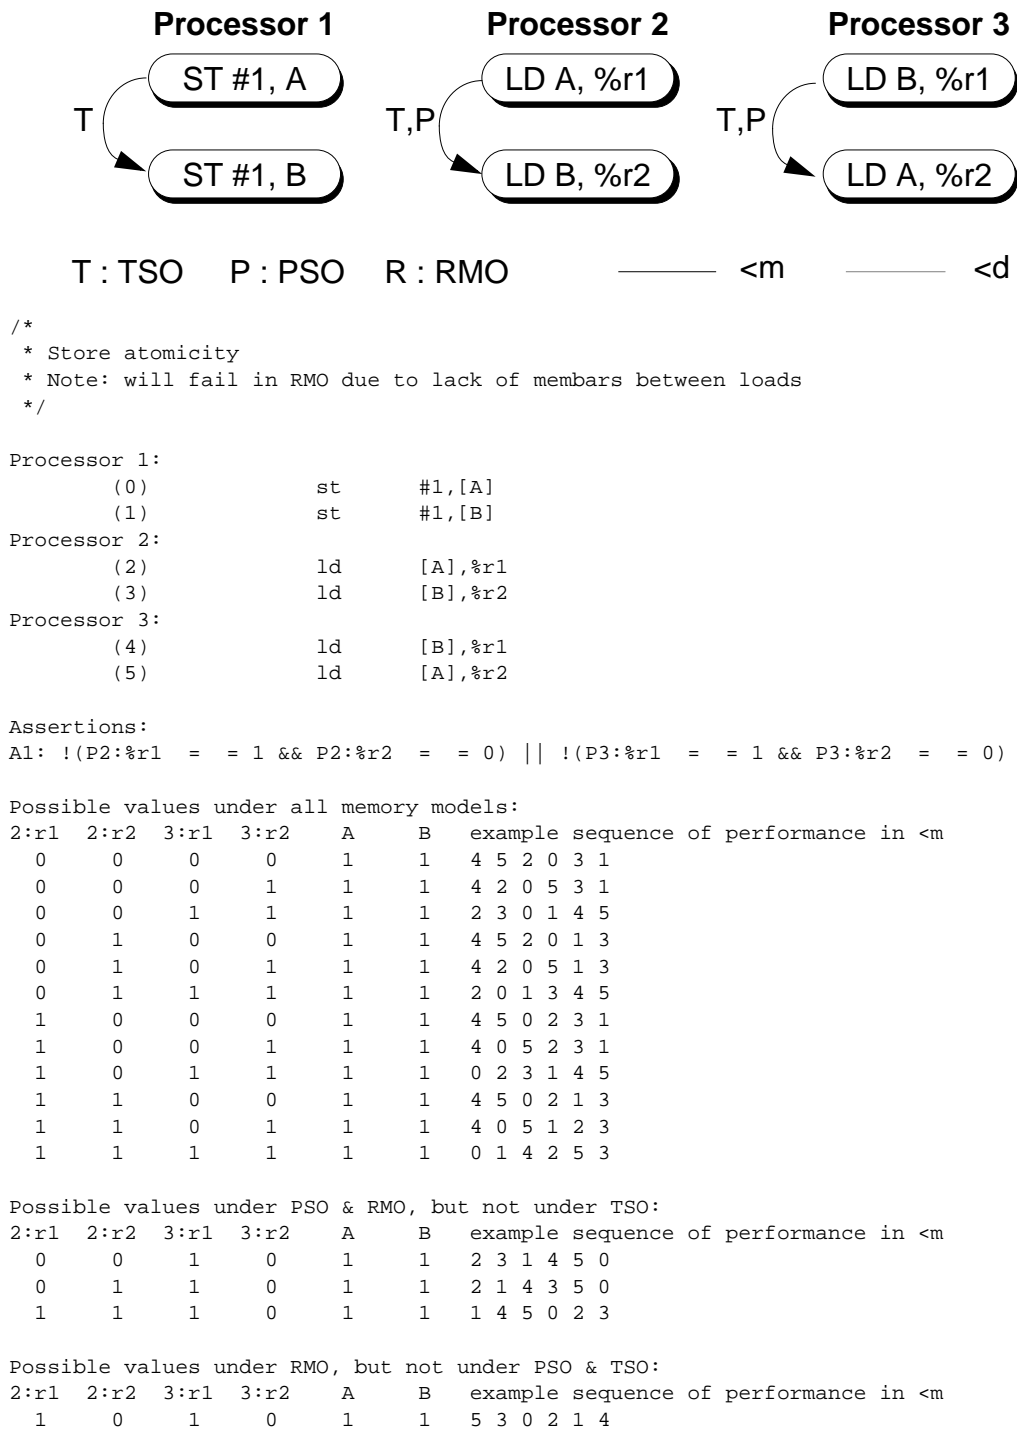 Processor 1 Processor 2 Processor 3
ST #1, A LD A, %r1 LD B, %r1
T T,P T,P
ST #1, B LD B, %r2 LD A, %r2
T : TSO P : PSO R : RMO <m <d
/*
 * Store atomicity
 * Note: will fail in RMO due to lack of membars between loads
 */
Processor 1:
(0) st #1,[A]
(1) st #1,[B]
Processor 2:
(2) ld [A],%r1
(3) ld [B],%r2
Processor 3:
(4) ld [B],%r1
(5) ld [A],%r2
Assertions:
A1: !(P2:%r1 = = 1 && P2:%r2 = = 0) || !(P3:%r1 = = 1 && P3:%r2 = = 0)
Possible values under all memory models:
2:r1 2:r2 3:r1 3:r2 A B example sequence of performance in <m
0 0 0 0 1 1 4 5 2 0 3 1
0 0 0 1 1 1 4 2 0 5 3 1
0 0 1 1 1 1 2 3 0 1 4 5
0 1 0 0 1 1 4 5 2 0 1 3
0 1 0 1 1 1 4 2 0 5 1 3
0 1 1 1 1 1 2 0 1 3 4 5
1 0 0 0 1 1 4 5 0 2 3 1
1 0 0 1 1 1 4 0 5 2 3 1
1 0 1 1 1 1 0 2 3 1 4 5
1 1 0 0 1 1 4 5 0 2 1 3
1 1 0 1 1 1 4 0 5 1 2 3
1 1 1 1 1 1 0 1 4 2 5 3
Possible values under PSO & RMO, but not under TSO:
2:r1 2:r2 3:r1 3:r2 A B example sequence of performance in <m
0 0 1 0 1 1 2 3 1 4 5 0
0 1 1 0 1 1 2 1 4 3 5 0
1 1 1 0 1 1 1 4 5 0 2 3
Possible values under RMO, but not under PSO & TSO:
2:r1 2:r2 3:r1 3:r2 A B example sequence of performance in <m
1 0 1 0 1 1 5 3 0 2 1 4